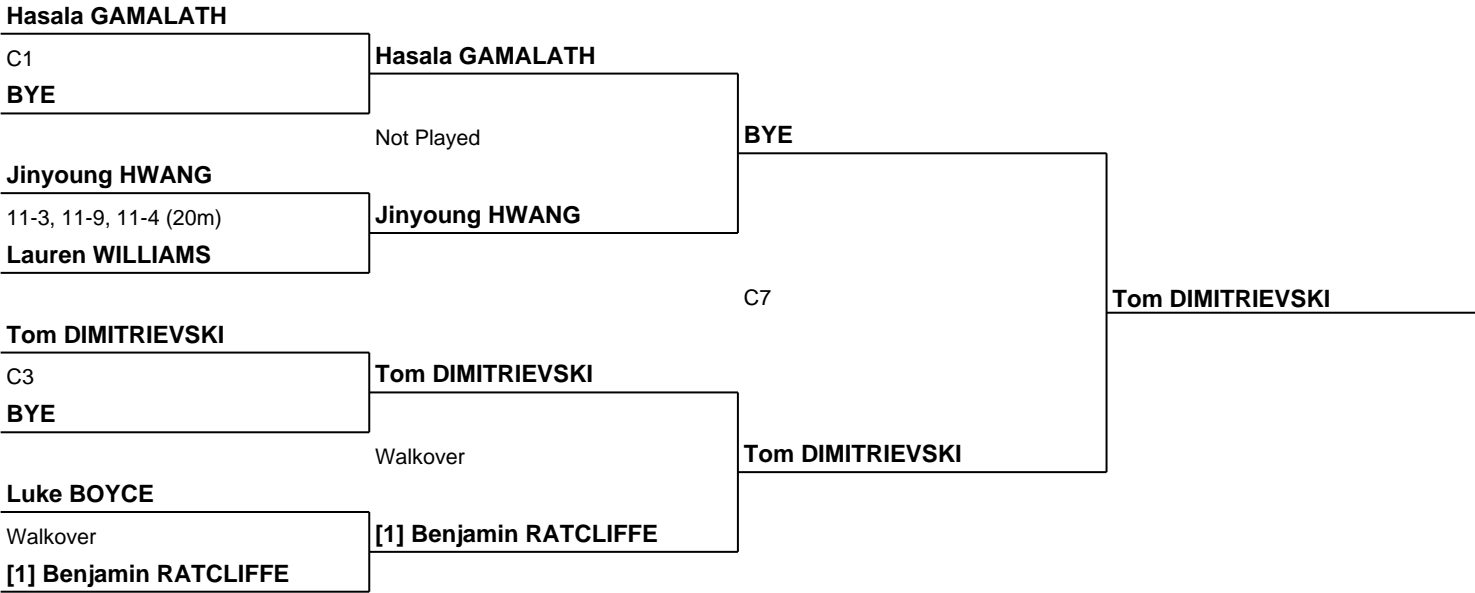 Hasala GAMALATH
C1
BYE
Hasala GAMALATH
Not Played
BYE
Jinyoung HWANG
11-3, 11-9, 11-4 (20m)
Lauren WILLIAMS
Jinyoung HWANG
C7
Tom DIMITRIEVSKI
Tom DIMITRIEVSKI
C3
BYE
Tom DIMITRIEVSKI
Walkover
Tom DIMITRIEVSKI
Luke BOYCE
Walkover
[1] Benjamin RATCLIFFE
[1] Benjamin RATCLIFFE